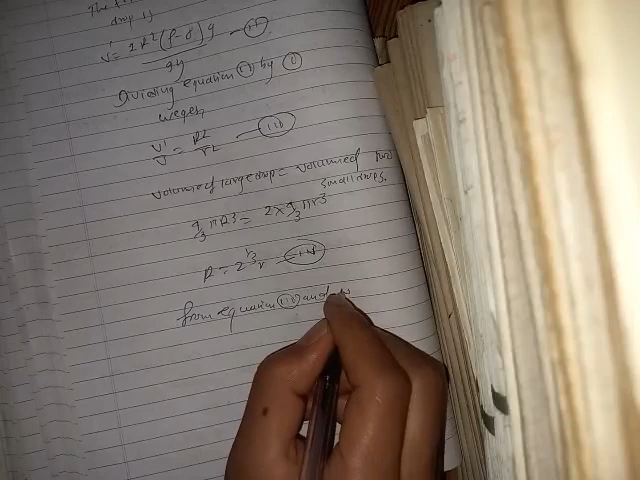 The
drop is
v' = 2R²(ρ-σ)g / 9η — (ii)
Dividing equation (ii) by (i)
we get
v'/v = R²/r² — (iii)
volume of large drop = volume of two
small drops.
4/3 πR³ = 2 × 4/3 πr³
R = 2^1/3 r — (iv)
from equation (iii) and